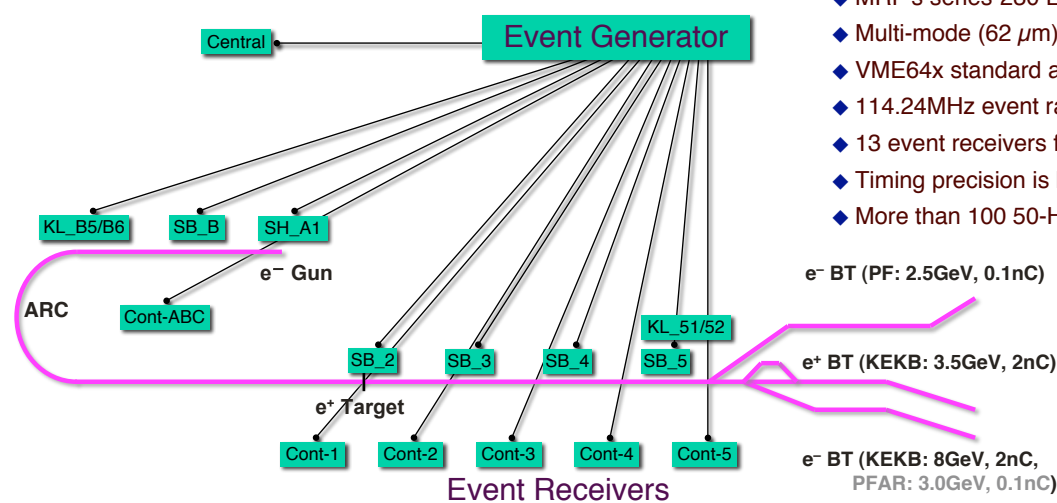 Event Generator
Central
MRF's series 230 
Multi-mode (62 µm)
VME64x standard
114.24MHz event
13 event receivers
Timing precision is
More than 100
KL_B5/B6
SB_B
SH_A1
e– Gun
ARC
Cont-ABC
KL_51/52
SB_2
SB_3
SB_4
SB_5
e+ Target
Cont-1
Cont-2
Cont-3
Cont-4
Cont-5
Event Receivers
e– BT (PF: 2.5GeV, 0.1nC)
e+ BT (KEKB: 3.5GeV, 2nC)
e– BT (KEKB: 8GeV, 2nC,
PFAR: 3.0GeV, 0.1nC)